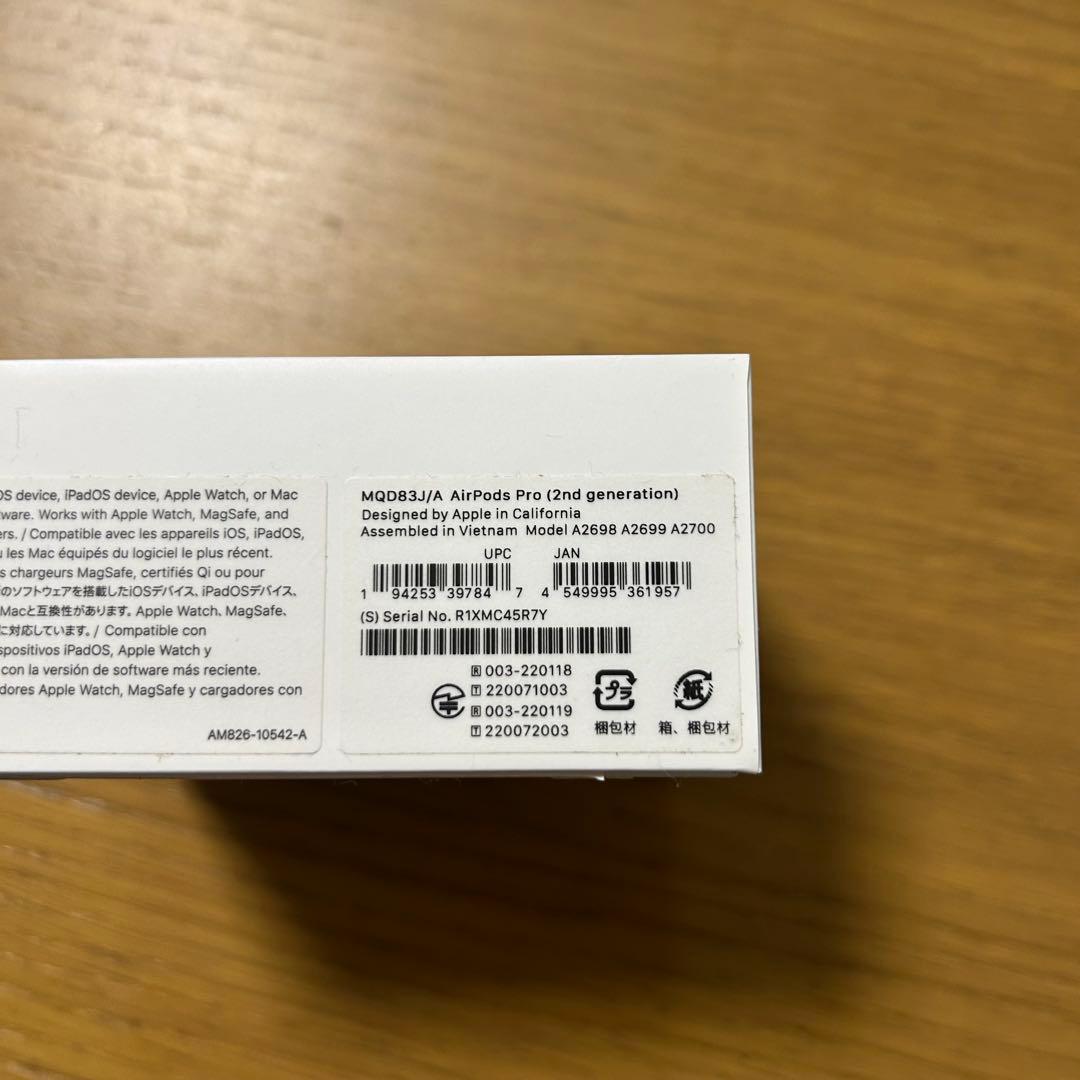 OS device, iPadOS device, Apple Watch, or Mac
ware. Works with Apple Watch, MagSafe, and
ers. / Compatible avec les appareils iOS, iPadOS,
u les Mac équipés du logiciel le plus récent.
s chargeurs MagSafe, certifiés Qi ou pour
のソフトウェアを搭載したiOSデバイス、iPadOSデバイス、
Macと互換性があります。Apple Watch、MagSafe、
に対応しています。/ Compatible con
spositivos iPadOS, Apple Watch y
con la versión de software más reciente.
dores Apple Watch, MagSafe y cargadores con
AM826-10542-A
MQD83J/A AirPods Pro (2nd generation)
Designed by Apple in California
Assembled in Vietnam Model A2698 A2699 A2700
UPC JAN
1 94253 39784 7 4 549995 361957
(S) Serial No. R1XMC45R7Y
R 003-220118
T 220071003
R 003-220119
T 220072003
プラ
梱包材
紙
箱、梱包材